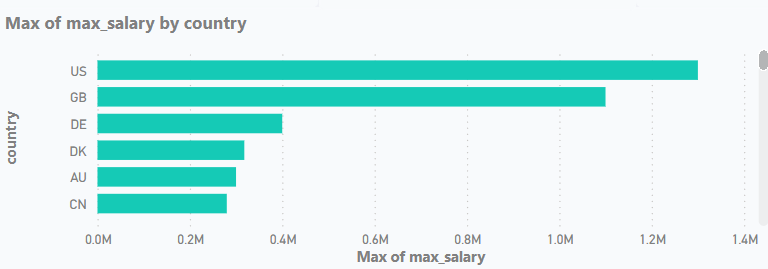 Max of max_salary by country
country
US
GB
DE
DK
AU
CN
0.0M 0.2M 0.4M 0.6M 0.8M 1.0M 1.2M 1.4M
Max of max_salary